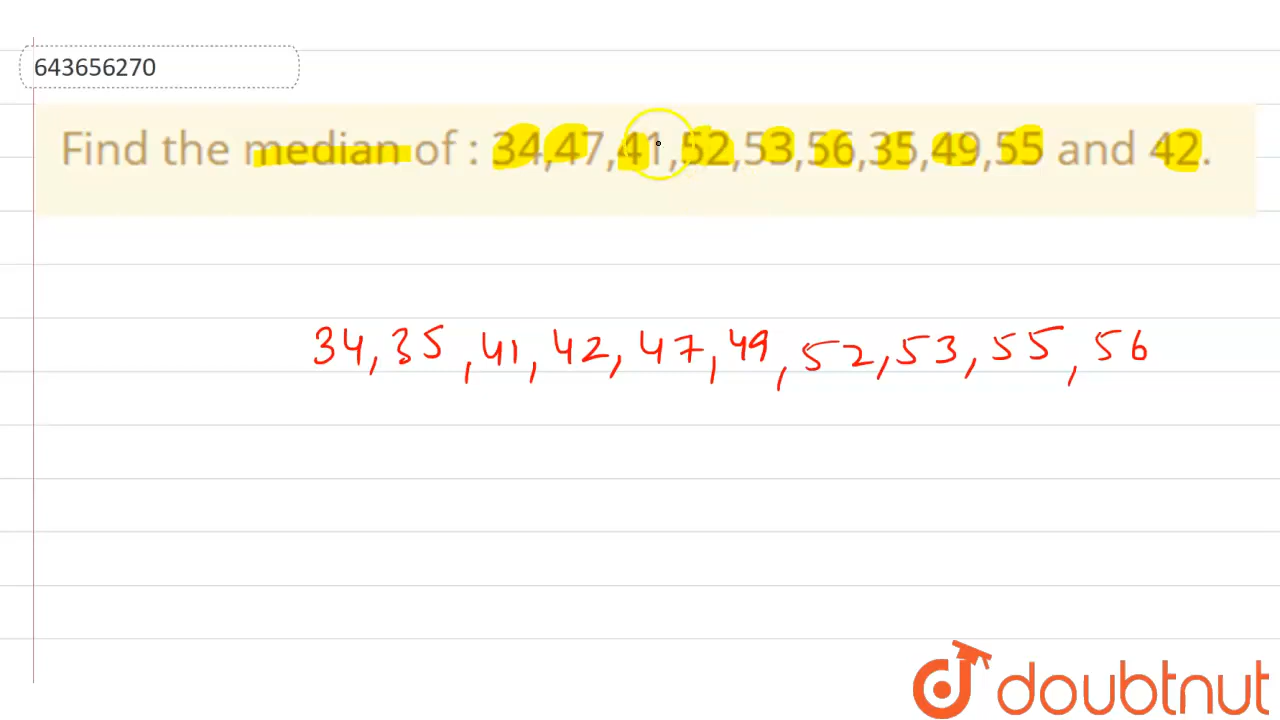 643656270
Find the median of : 34,47,41,52,53,56,35,49,55 and 42.
34, 35, 41, 42, 47, 49, 52, 53, 55, 56
doubtnut